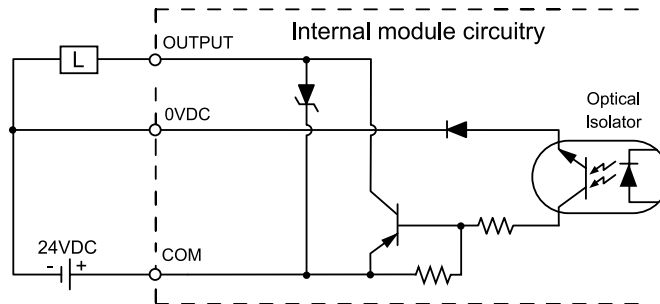 Internal module circuitry
OUTPUT
L
0VDC
Optical
Isolator
24VDC
- +
COM